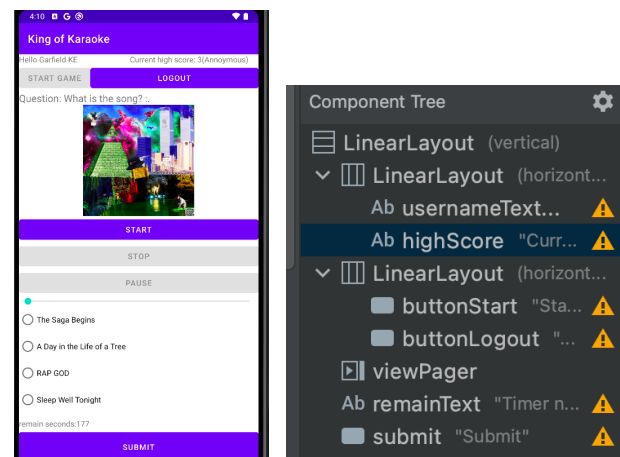 4:10
King of Karaoke
Hello Garfield KE
Current high score: 3(Annoymous)
START GAME
LOGOUT
Question: What is the song? :.
START
STOP
PAUSE
The Saga Begins
A Day in the Life of a Tree
RAP GOD
Sleep Well Tonight
remain seconds:177
SUBMIT
Component Tree
LinearLayout (vertical)
LinearLayout (horizont...
Ab usernameText...
Ab highScore "Curr...
LinearLayout (horizont...
buttonStart "Sta...
buttonLogout "...
viewPager
Ab remainText "Timer n...
submit "Submit"